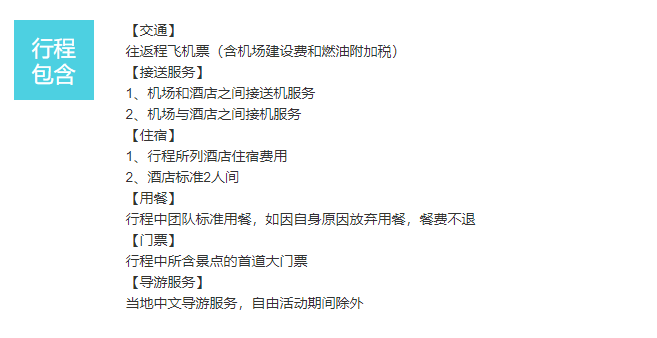 行程
包含
【交通】
往返程飞机票（含机场建设费和燃油附加税）
【接送服务】
1、机场和酒店之间接送机服务
2、机场与酒店之间接机服务
【住宿】
1、行程所列酒店住宿费用
2、酒店标准2人间
【用餐】
行程中团队标准用餐，如因自身原因放弃用餐，餐费不退
【门票】
行程中所含景点的首道大门票
【导游服务】
当地中文导游服务，自由活动期间除外